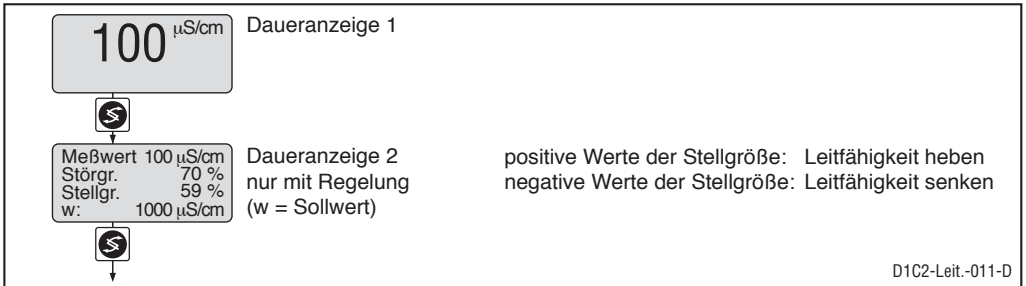 100 µS/cm
Daueranzeige 1
Meßwert 100 µS/cm
Störgr. 70 %
Stellgr. 59 %
w: 1000 µS/cm
Daueranzeige 2
nur mit Regelung
(w = Sollwert)
positive Werte der Stellgröße: Leitfähigkeit heben
negative Werte der Stellgröße: Leitfähigkeit senken
D1C2-Leit.-011-D